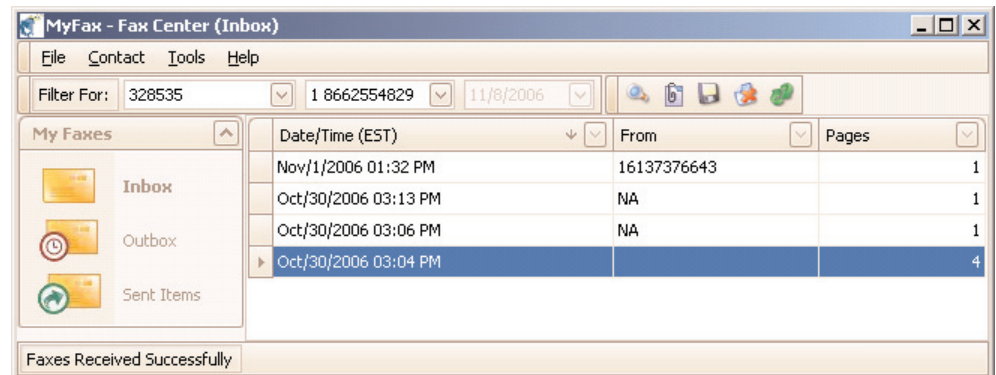 MyFax - Fax Center (Inbox)
File Contact Tools Help
Filter For: 328535 1 8662554829 11/8/2006
My Faxes Date/Time (EST) From Pages
Nov/1/2006 01:32 PM 16137376643 1
Inbox
Oct/30/2006 03:13 PM NA 1
Oct/30/2006 03:06 PM NA 1
Outbox
Oct/30/2006 03:04 PM 4
Sent Items
Faxes Received Successfully